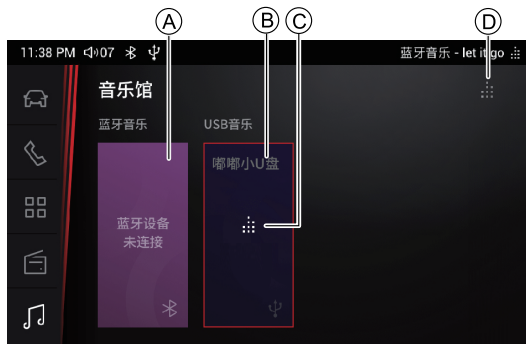 A
B
C
D
11:38 PM 07
蓝牙音乐 - let it go
音乐馆
蓝牙音乐
USB音乐
嘟嘟小U盘
蓝牙设备
未连接